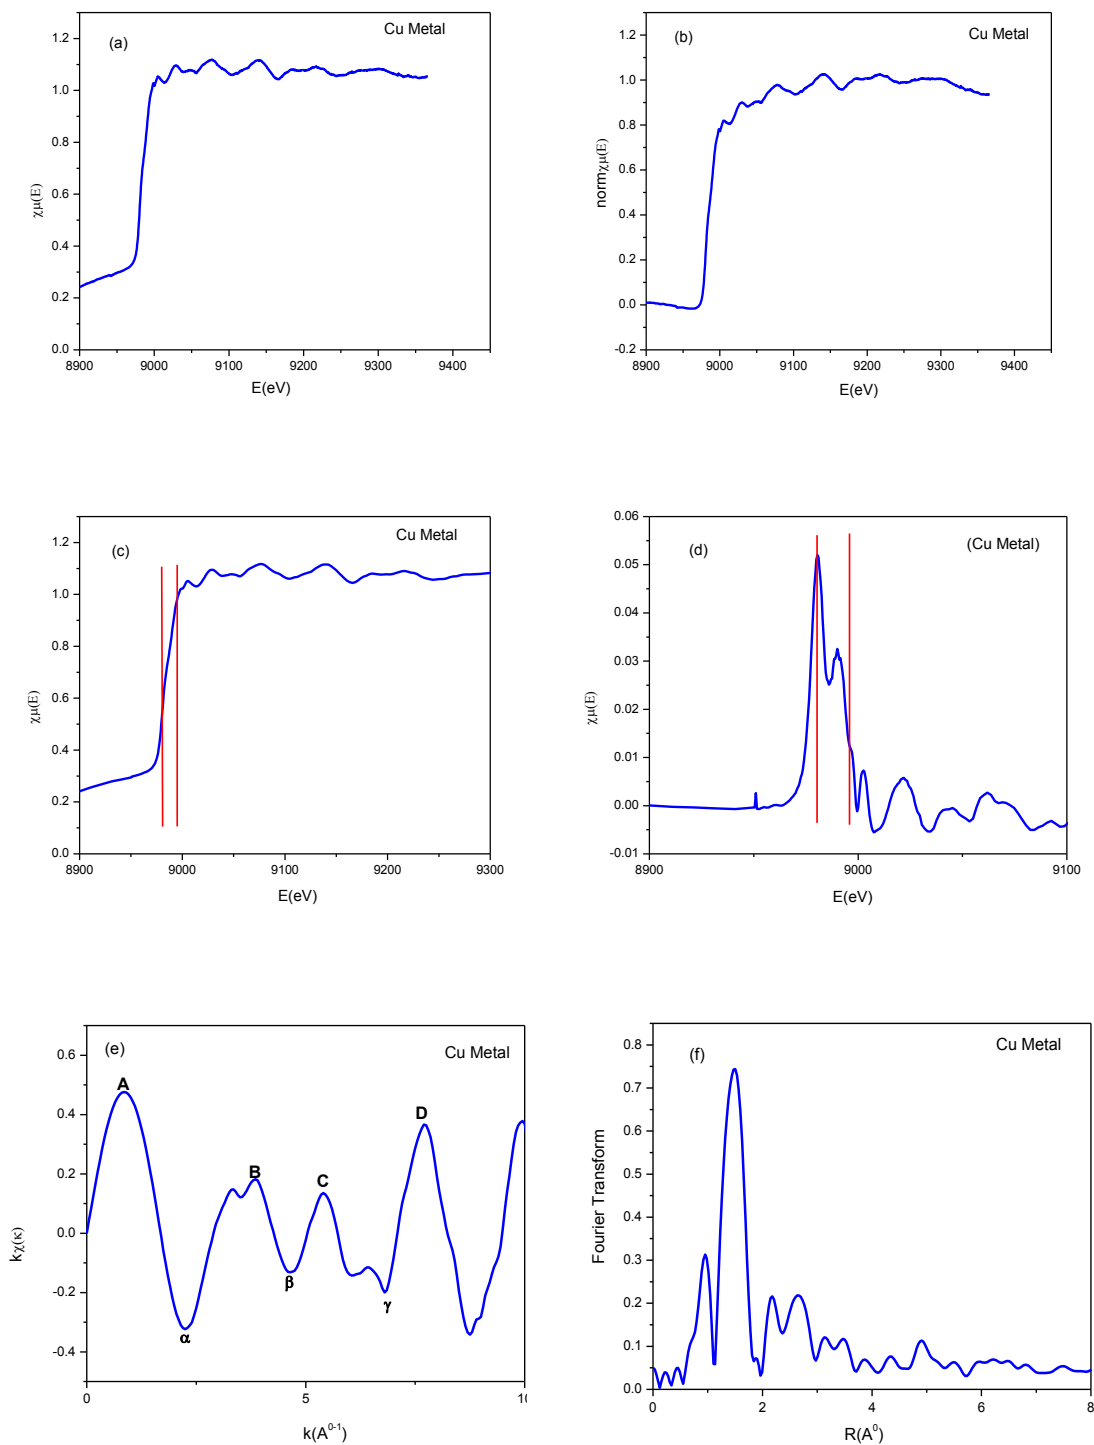 (a)
Cu Metal
1.2
1.0
0.8
0.6
0.4
0.2
0.0
χμ(E)
8900
9000
9100
9200
9300
9400
E(eV)
(b)
Cu Metal
1.2
1.0
0.8
0.6
0.4
0.2
0.0
-0.2
normχμ(E)
8900
9000
9100
9200
9300
9400
E(eV)
(c)
Cu Metal
1.2
1.0
0.8
0.6
0.4
0.2
0.0
χμ(E)
8900
9000
9100
9200
9300
E(eV)
(d)
(Cu Metal)
0.06
0.05
0.04
0.03
0.02
0.01
0.00
-0.01
χμ(E)
8900
9000
9100
E(eV)
(e)
Cu Metal
0.6
0.4
0.2
0.0
-0.2
-0.4
A
B
C
D
α
β
γ
kχ(κ)
0
5
10
k(A⁰⁻¹)
(f)
Cu Metal
0.8
0.7
0.6
0.5
0.4
0.3
0.2
0.1
0.0
Fourier Transform
0
2
4
6
8
R(A⁰)